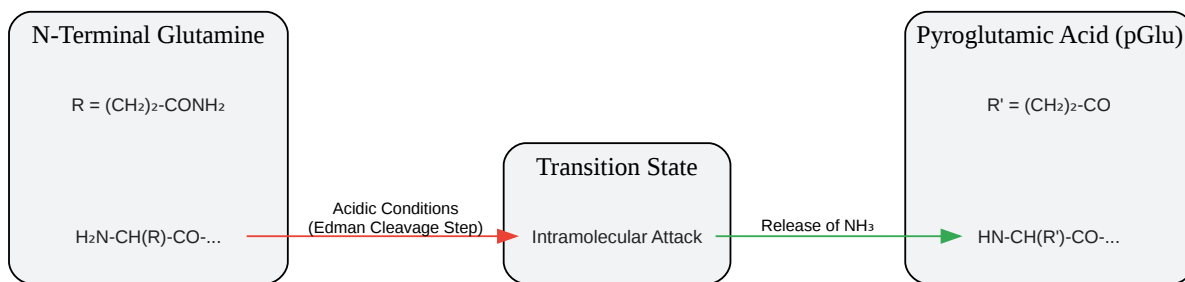 N-Terminal Glutamine
R = (CH₂)₂-CONH₂
H₂N-CH(R)-CO-...
Acidic Conditions
(Edman Cleavage Step)
Transition State
Intramolecular Attack
Release of NH₃
Pyroglutamic Acid (pGlu)
R' = (CH₂)₂-CO
HN-CH(R')-CO-...